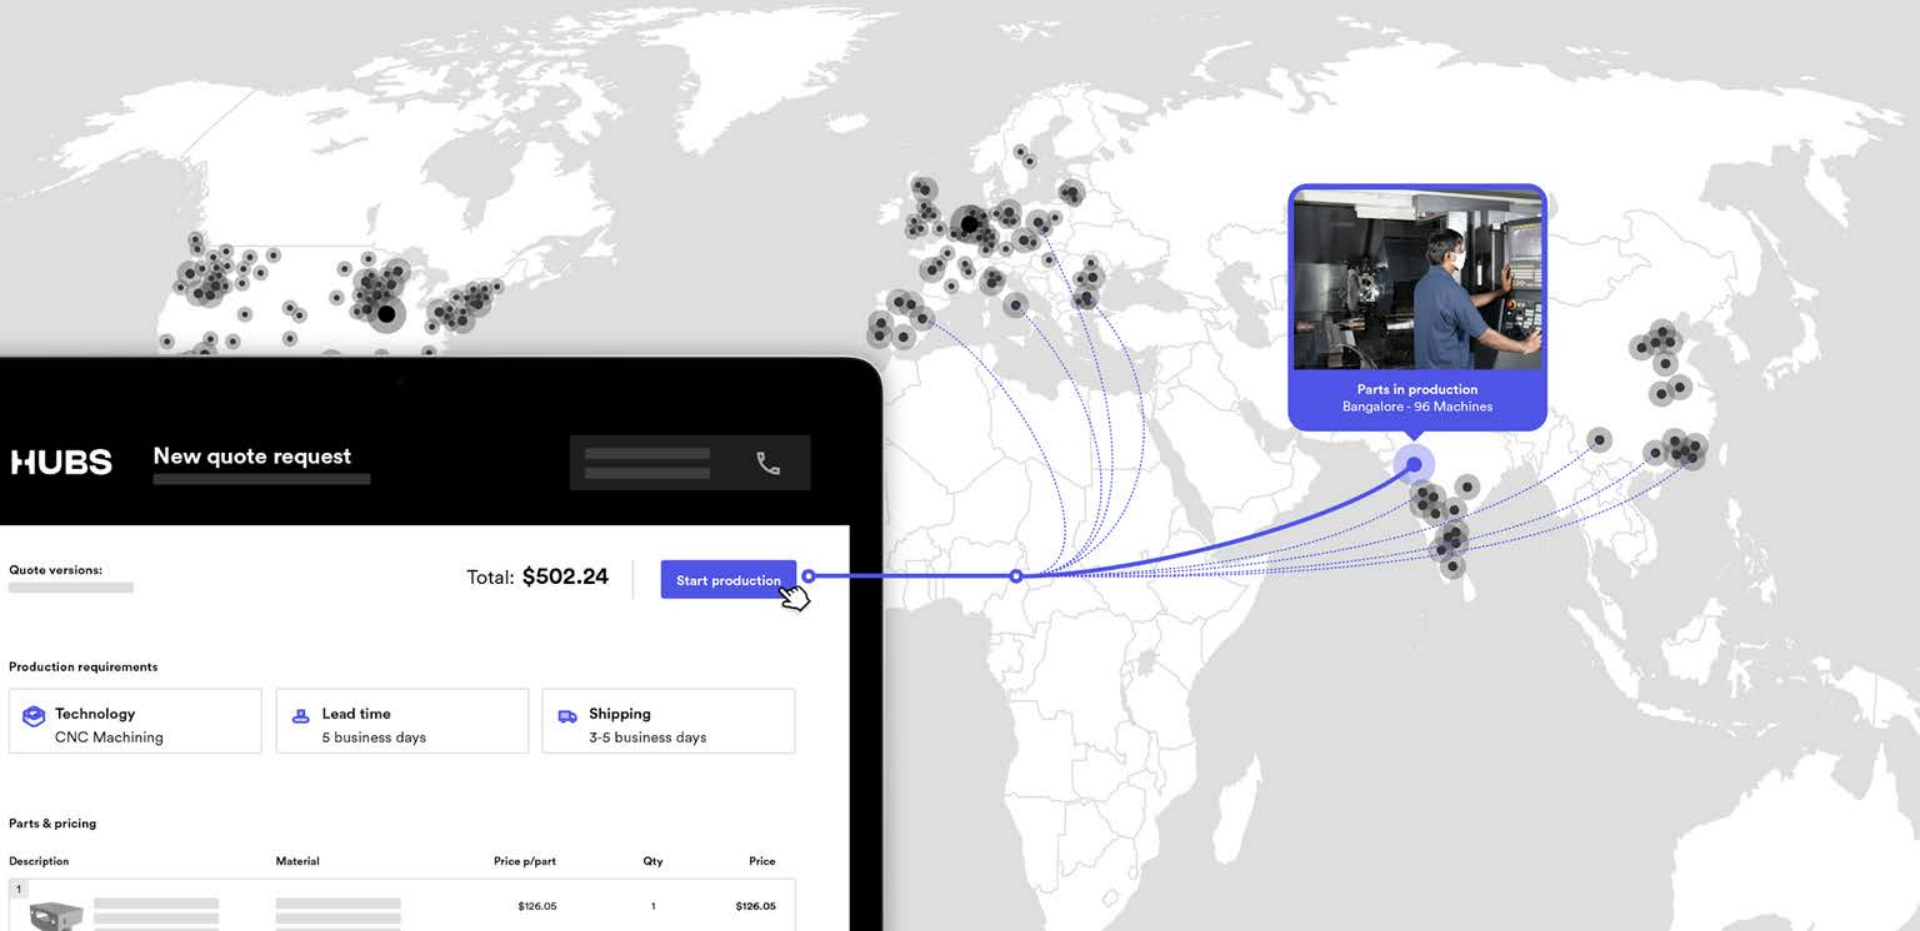 HUBS
New quote request
Quote versions:
Total: $502.24
Start production
Production requirements
Technology
CNC Machining
Lead time
5 business days
Shipping
3-5 business days
Parts & pricing
Description Material Price p/part Qty Price
1
$126.05 1 $126.05
Parts in production
Bangalore - 96 Machines